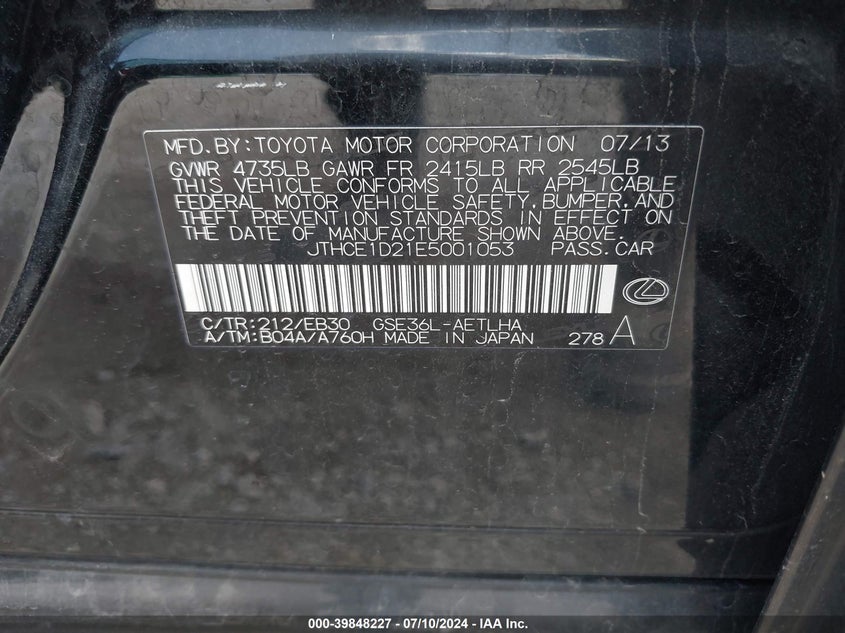 MFD.BY:TOYOTA MOTOR CORPORATION 07/13
GVWR 4735LB GAWR FR 2415LB RR 2545LB
THIS VEHICLE CONFORMS TO ALL APPLICABLE
FEDERAL MOTOR VEHICLE SAFETY,BUMPER,AND
THEFT PREVENTION STANDARDS IN EFFECT ON
THE DATE OF MANUFACTURE SHOWN ABOVE.
JTHCE1D21E5001053 PASS.CAR
C/TR:212/EB30 GSE36L-AETLHA
A/TM:B04A/A760H MADE IN JAPAN 278 A
000-39848227 - 07/10/2024 - IAA, Inc.